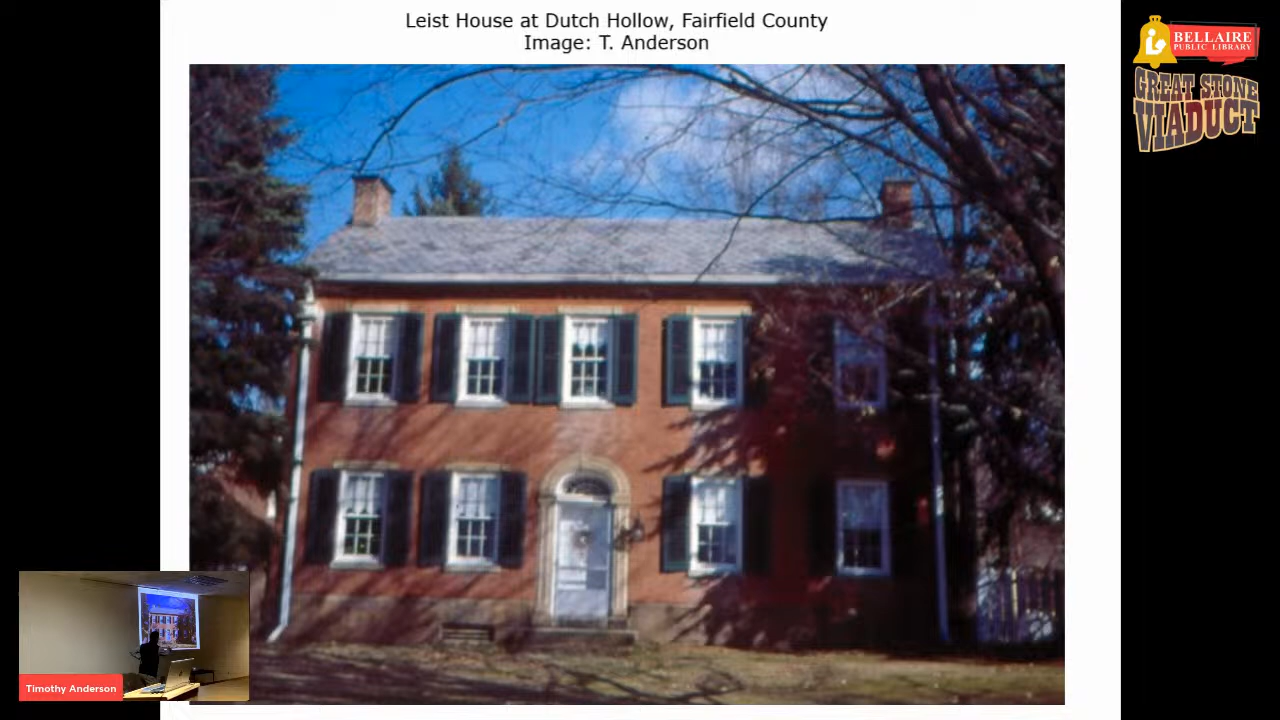 Leist House at Dutch Hollow, Fairfield County
Image: T. Anderson
BELLAIRE
PUBLIC LIBRARY
GREAT STONE
VIADUCT
Timothy Anderson